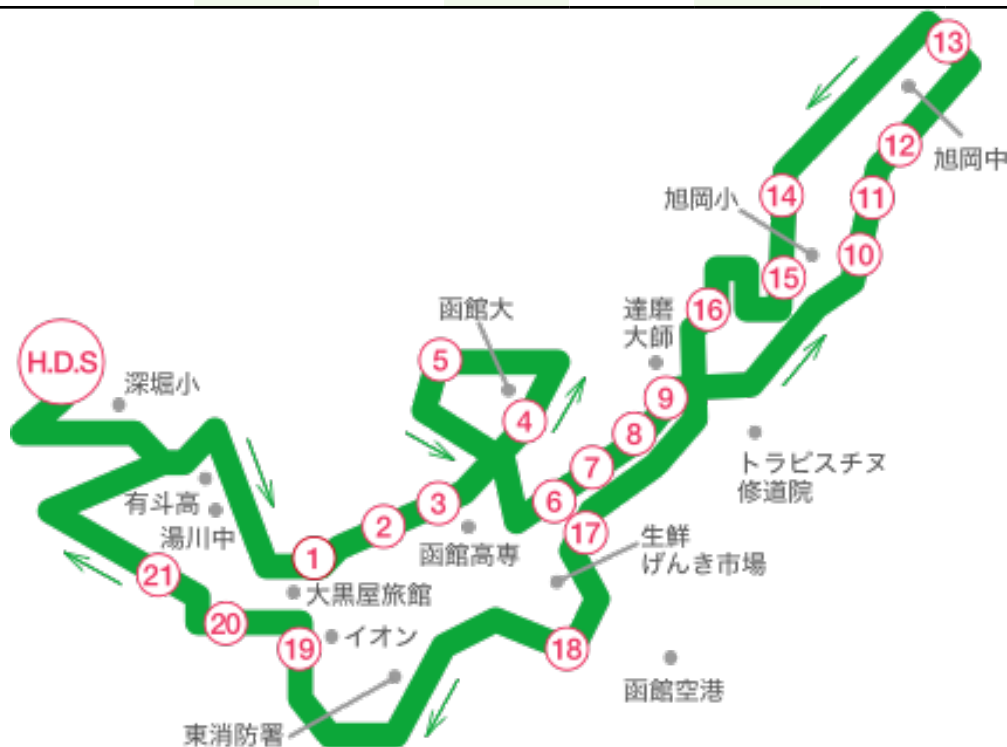 13
12
旭岡中
旭岡小
14
11
10
15
函館大
達磨
大師
16
H.D.S
深堀小
5
9
4
8
トラピスチヌ
修道院
7
有斗高
3
6
湯川中
2
函館高専
17
生鮮
げんき市場
1
21
大黒屋旅館
20
イオン
19
18
函館空港
東消防署